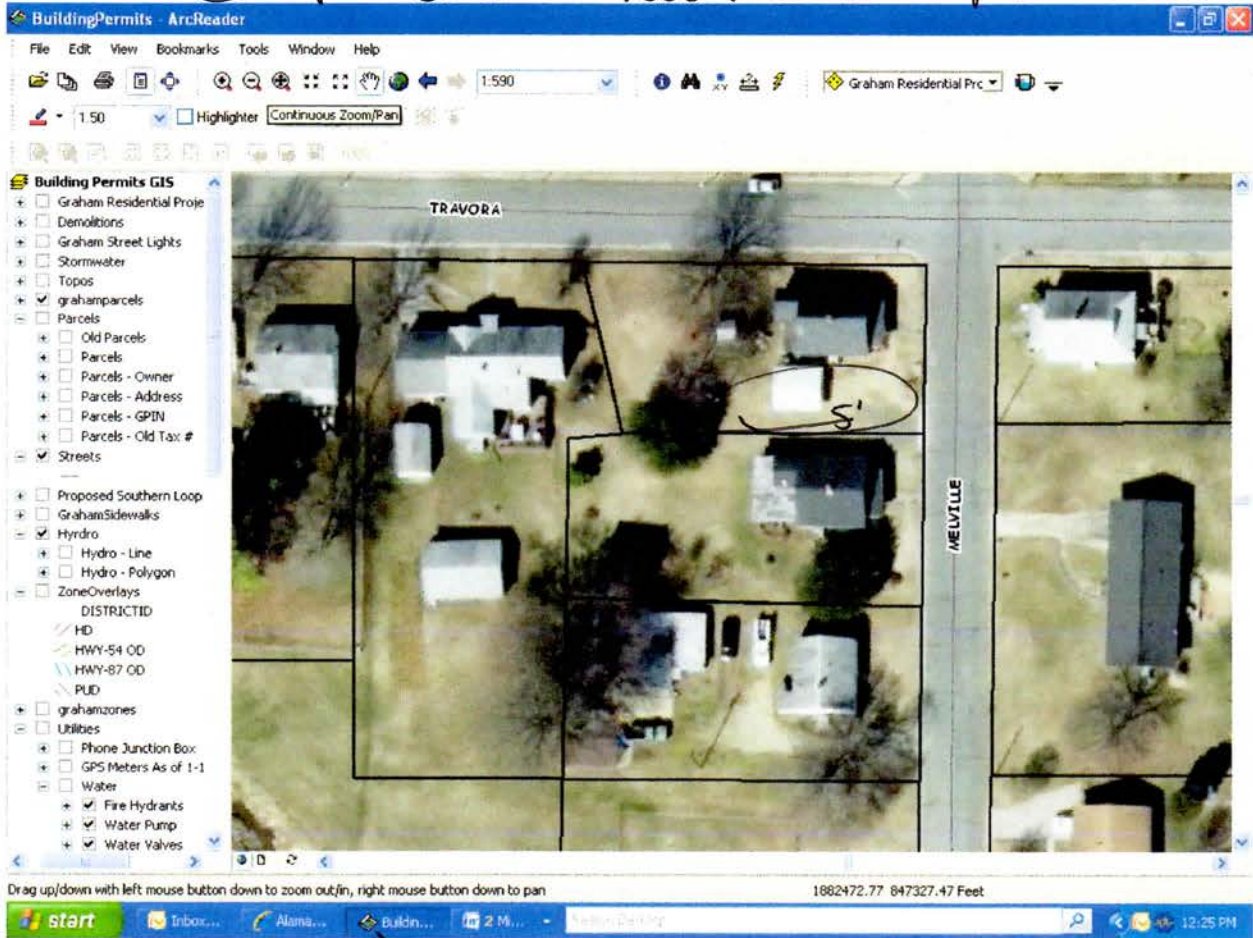 BuildingPermits - ArcReader
File Edit View Bookmarks Tools Window Help
1:590
Graham Residential Prc
1.50
Highlighter
Continuous Zoom/Pan
Building Permits GIS
Graham Residential Proje
Demolitions
Graham Street Lights
Stormwater
Topos
grahamparcels
Parcels
Old Parcels
Parcels
Parcels - Owner
Parcels - Address
Parcels - GPIN
Parcels - Old Tax #
Streets
Proposed Southern Loop
GrahamSidewalks
Hyrdro
Hydro - Line
Hydro - Polygon
ZoneOverlays
DISTRICTID
HD
HWY-54 OD
HWY-87 OD
PUD
grahamzones
Utilities
Phone Junction Box
GPS Meters As of 1-1
Water
Fire Hydrants
Water Pump
Water Valves
TRAVORA
5'
MELVILLE
Drag up/down with left mouse button down to zoom out/in, right mouse button down to pan
1882472.77 847327.47 Feet
start
Inbox...
Alama...
Buildin...
2 Mi...
12:25 PM